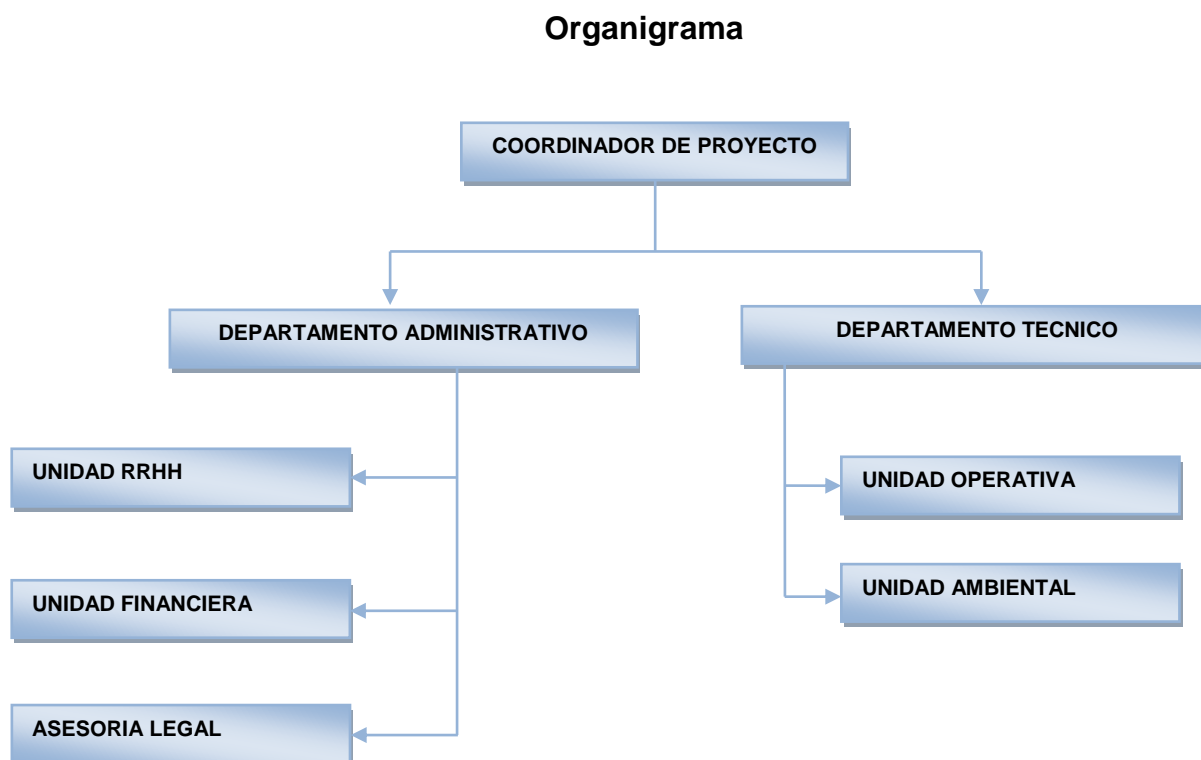 Organigrama
COORDINADOR DE PROYECTO
DEPARTAMENTO ADMINISTRATIVO
DEPARTAMENTO TECNICO
UNIDAD RRHH
UNIDAD OPERATIVA
UNIDAD FINANCIERA
UNIDAD AMBIENTAL
ASESORIA LEGAL